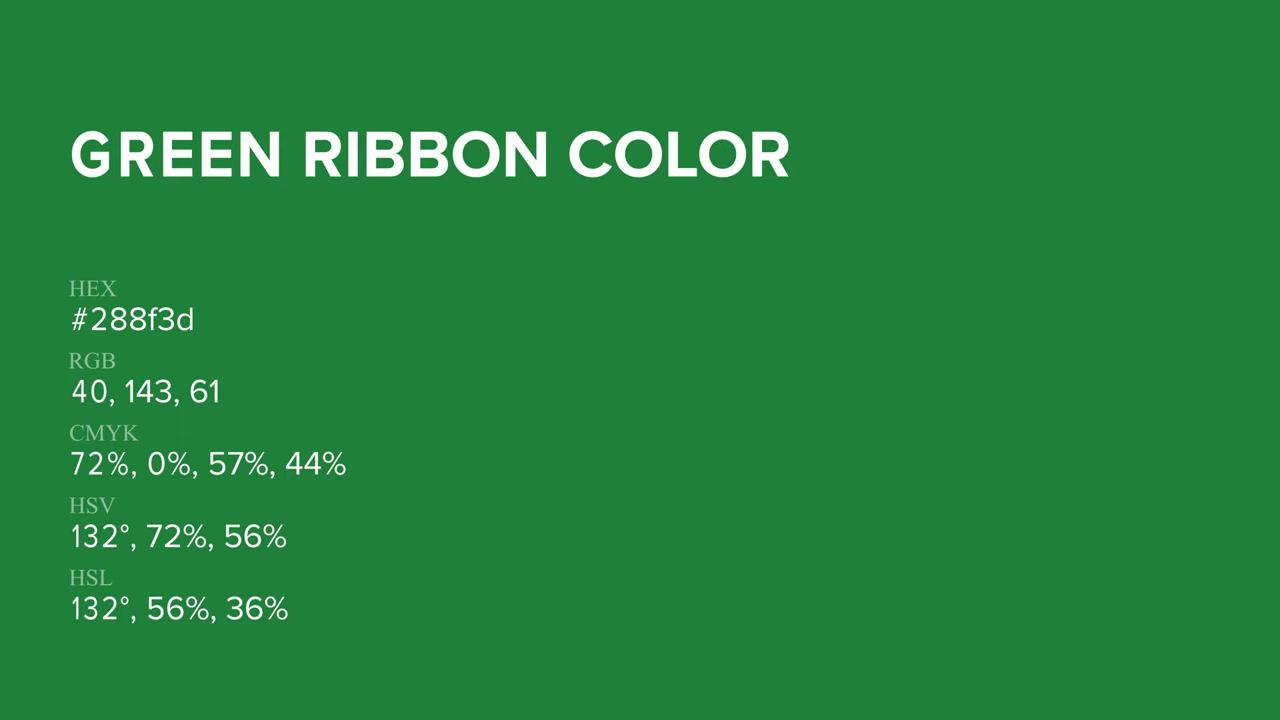 GREEN RIBBON COLOR
HEX
#288f3d
RGB
40, 143, 61
CMYK
72%, 0%, 57%, 44%
HSV
132°, 72%, 56%
HSL
132°, 56%, 36%